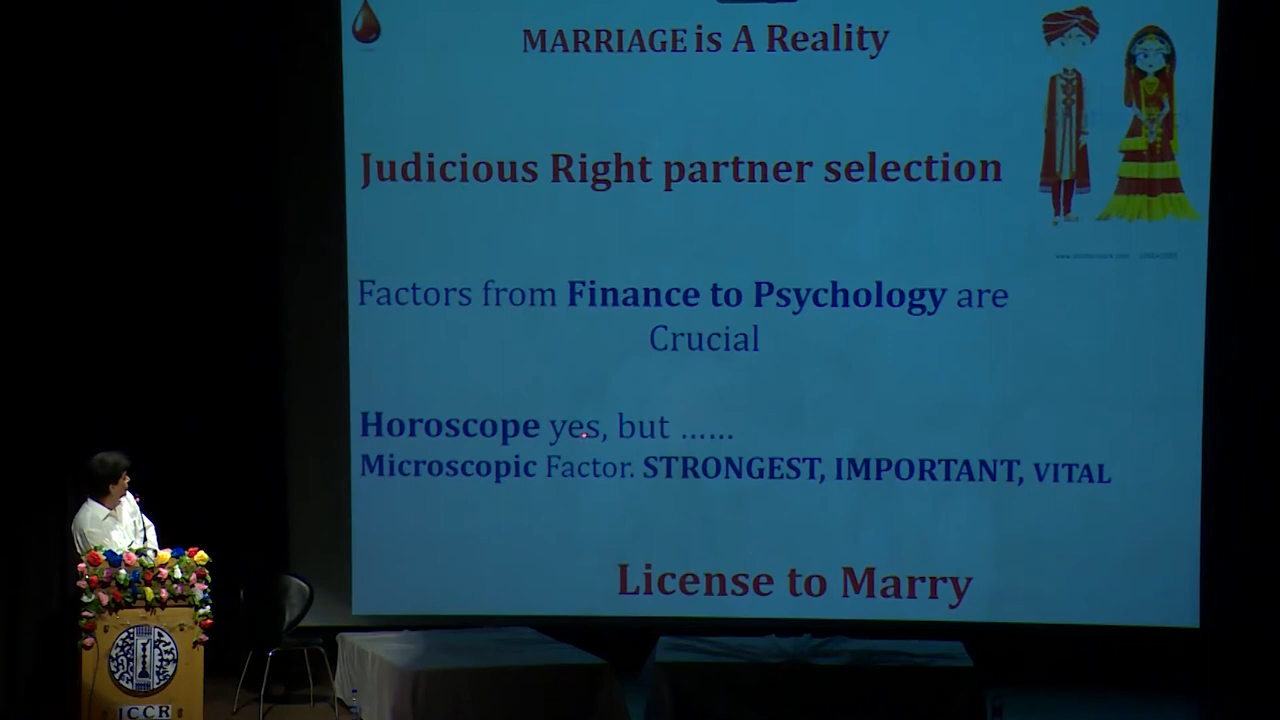 MARRIAGE is A Reality
Judicious Right partner selection
Factors from Finance to Psychology are
Crucial
Horoscope yes, but ......
Microscopic Factor. STRONGEST, IMPORTANT, VITAL
License to Marry
ICCR